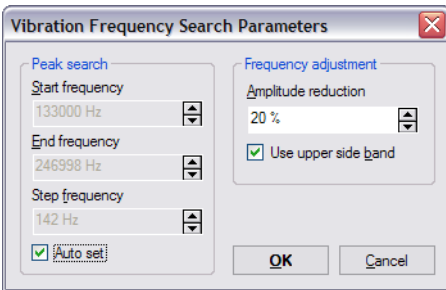 Vibration Frequency Search Parameters
Peak search
Start frequency
133000 Hz
End frequency
246998 Hz
Step frequency
142 Hz
Auto set
Frequency adjustment
Amplitude reduction
20 %
Use upper side band
OK
Cancel